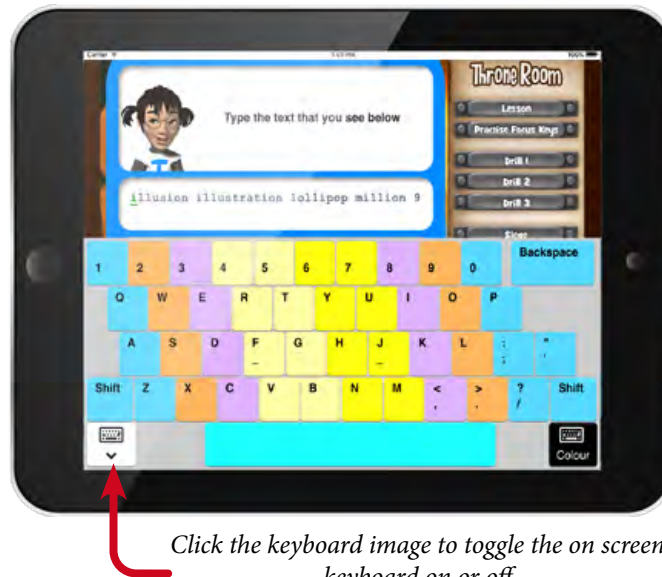 Carrier
100%
Throne Room
Type the text that you see below
Lesson
Practise Focus Keys
Drill 1
Drill 2
Drill 3
illusion illustration lollipop million 9
1 2 3 4 5 6 7 8 9 0 Backspace
Q W E R T Y U I O P
A S D F G H J K L : ; " '
Shift Z X C V B N M < , > . ? / Shift
Colour
Click the keyboard image to toggle the on screen
keyboard on or off